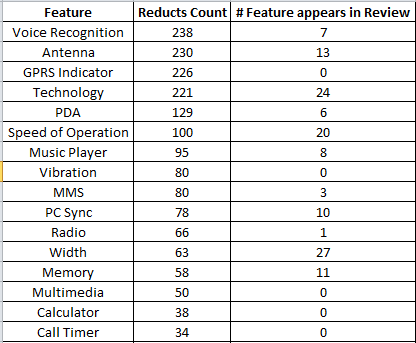 Feature Reducts Count # Feature appears in Review
Voice Recognition 238 7
Antenna 230 13
GPRS Indicator 226 0
Technology 221 24
PDA 129 6
Speed of Operation 100 20
Music Player 95 8
Vibration 80 0
MMS 80 3
PC Sync 78 10
Radio 66 1
Width 63 27
Memory 58 11
Multimedia 50 0
Calculator 38 0
Call Timer 34 0